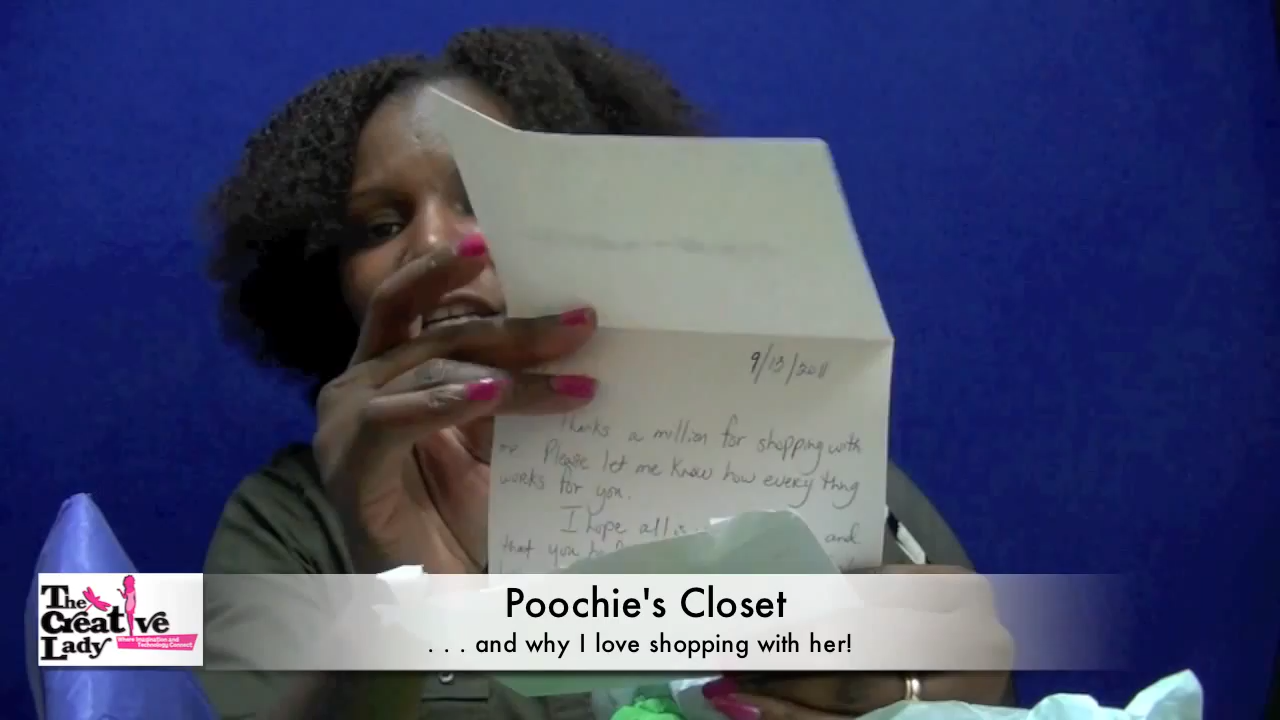 9/13/2011
Thanks a million for shopping with
me. Please let me know how every thing
works for you.
I hope all is and
that you
The
Creative
Lady
Where Imagination and
Technology Connect
Poochie's Closet
. . . and why I love shopping with her!